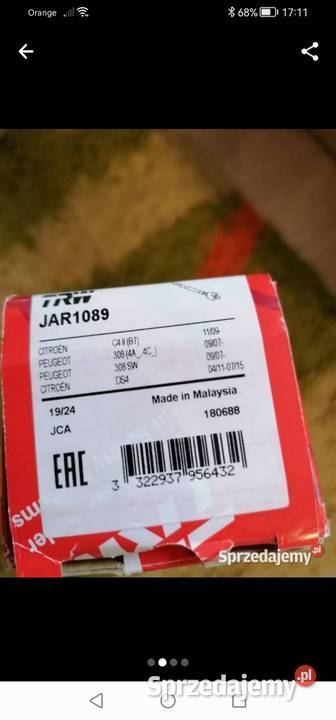 Orange 68% 17:11
TRW
JAR1089
CITROËN C4 II (B7) 11/09-
PEUGEOT 308 (4A_, 4C_) 09/07-
PEUGEOT 308 SW 09/07-
CITROËN DS4 04/11-07/15
19/24 Made in Malaysia
JCA 180688
EAC
3 322937 956432
Sprzedajemy.pl
Sprzedajemy.pl